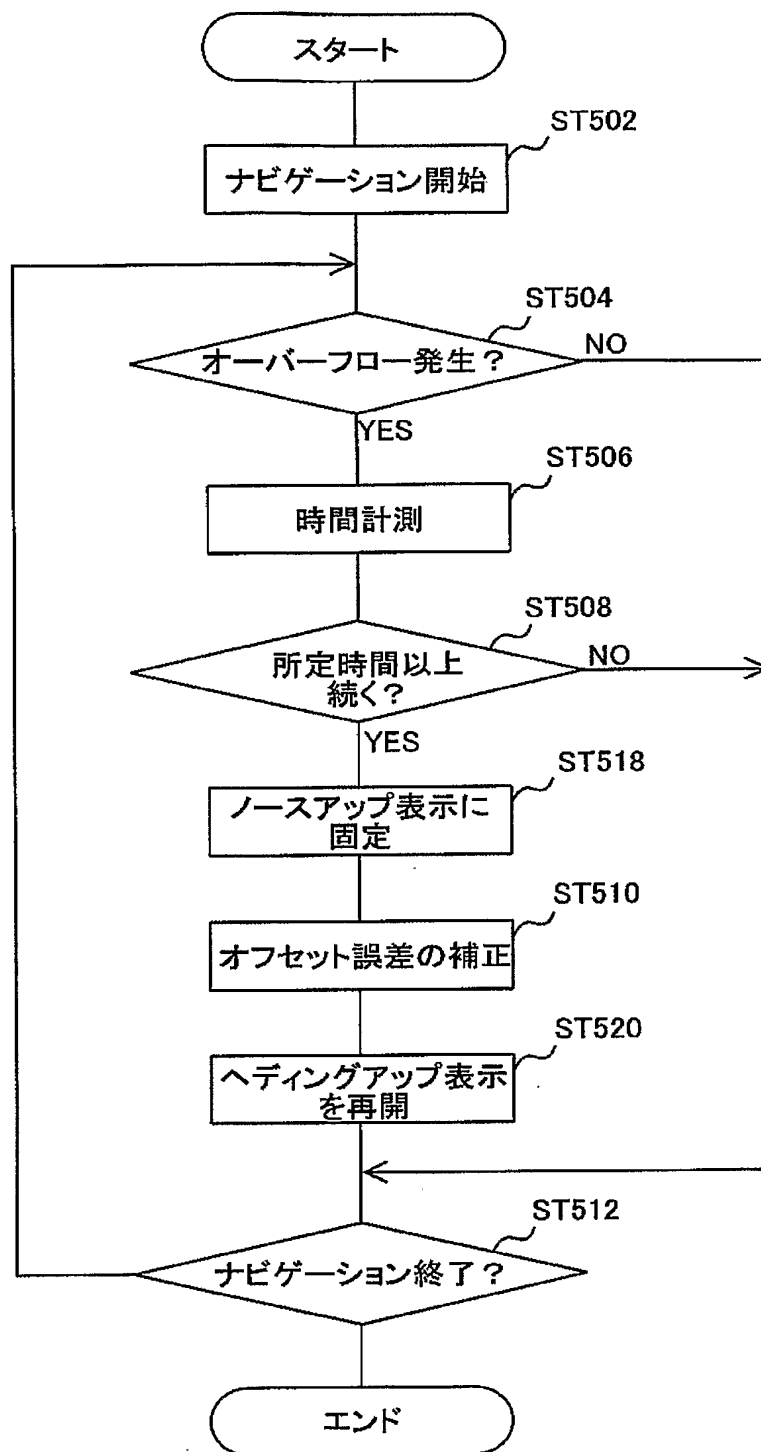 スタート
ST502
ナビゲーション開始
ST504
オーバーフロー発生？
NO
YES
ST506
時間計測
ST508
所定時間以上
続く？
NO
YES
ST518
ノースアップ表示に
固定
ST510
オフセット誤差の補正
ST520
ヘディングアップ表示
を再開
ST512
ナビゲーション終了？
エンド